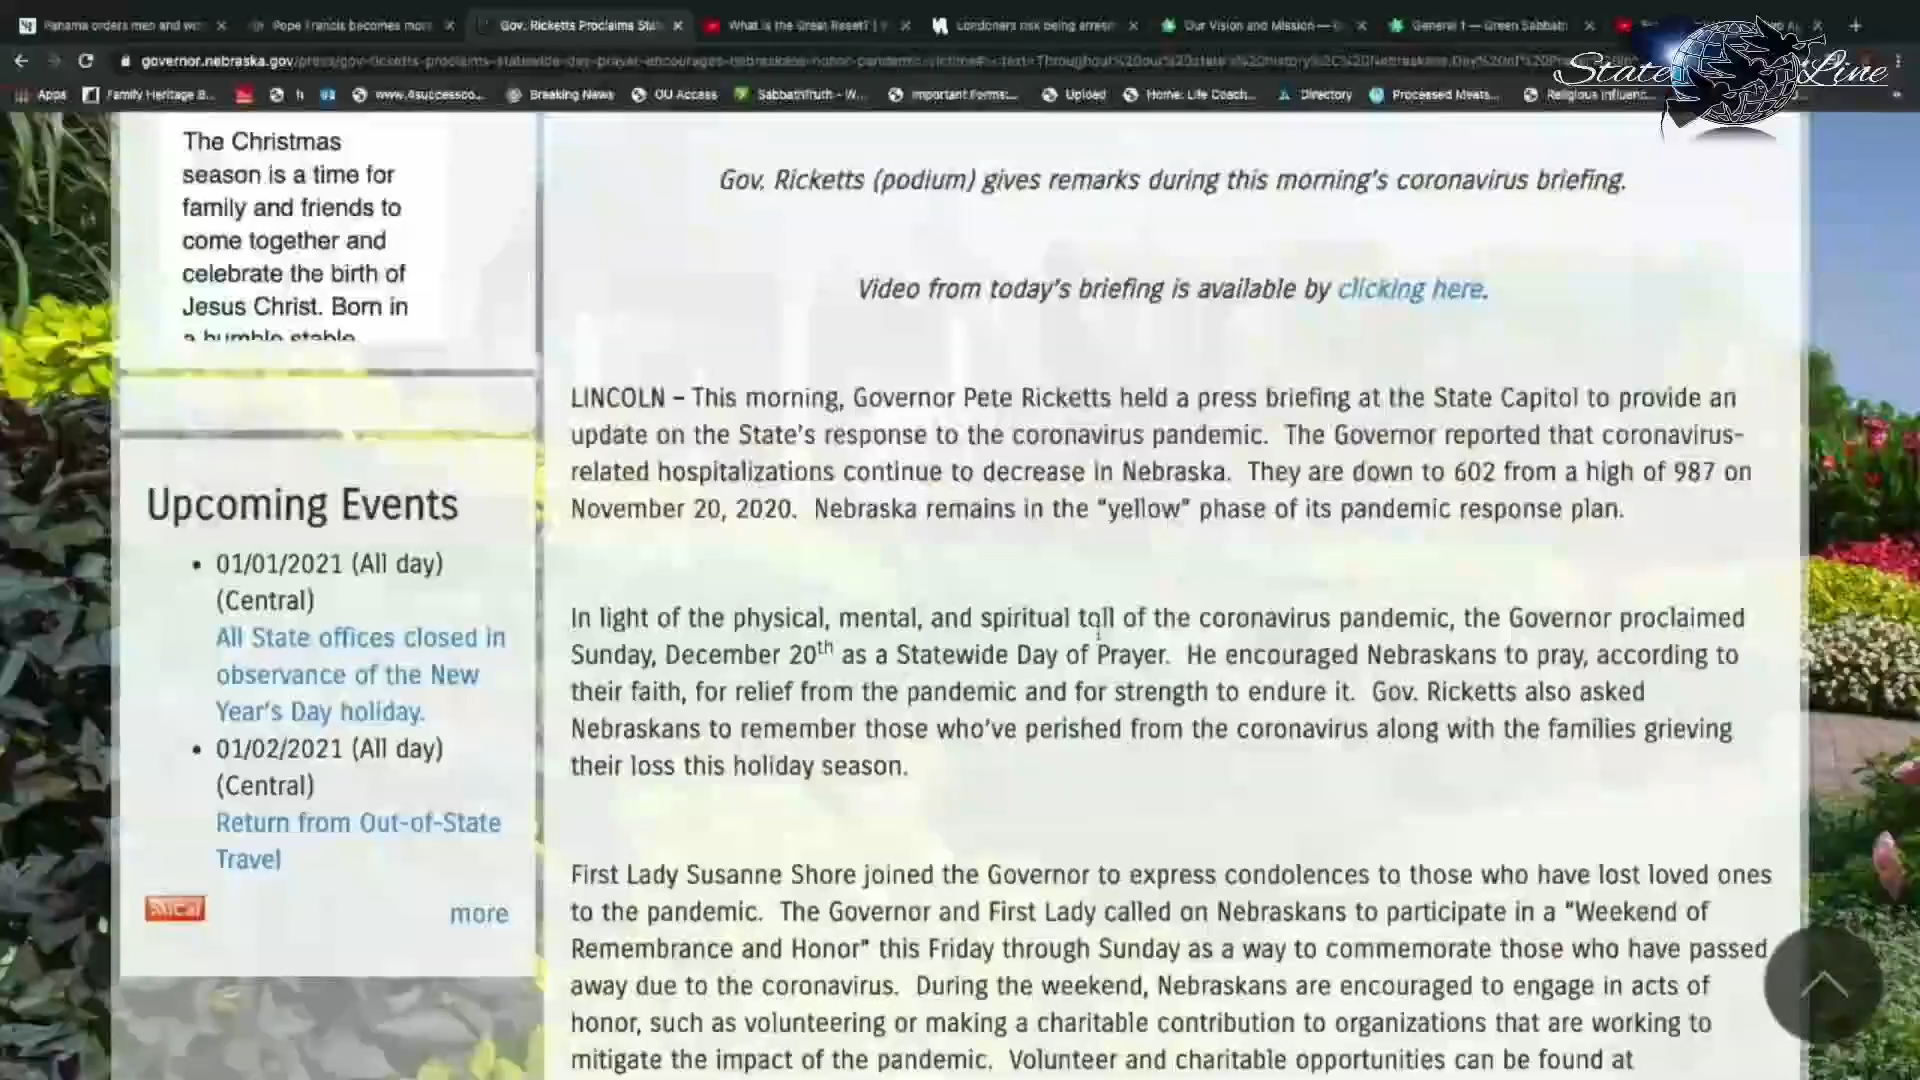 Panama orders men and wo
Pope Francis becomes more
Gov. Ricketts Proclaims Sta
What is the Great Reset? |
Londoners risk being arres
Our Vision and Mission —
General 1 — Green Sabbath
governor.nebraska.gov/press/gov-ricketts-proclaims-statewide-day-prayer-encourages-nebraskans-honor-pandemic-victims
State Line
Apps
Family Heritage B...
h
www.4successco...
Breaking News
OU Access
SabbathTruth - W...
Important Forms:...
Upload
Home: Life Coach...
Directory
Processed Meats...
Religious Influenc...
The Christmas
season is a time for
family and friends to
come together and
celebrate the birth of
Jesus Christ. Born in
a humble stable
Upcoming Events
• 01/01/2021 (All day)
(Central)
All State offices closed in
observance of the New
Year's Day holiday.
• 01/02/2021 (All day)
(Central)
Return from Out-of-State
Travel
iCal
more
Gov. Ricketts (podium) gives remarks during this morning's coronavirus briefing.
Video from today's briefing is available by clicking here.
LINCOLN – This morning, Governor Pete Ricketts held a press briefing at the State Capitol to provide an
update on the State's response to the coronavirus pandemic. The Governor reported that coronavirus-
related hospitalizations continue to decrease in Nebraska. They are down to 602 from a high of 987 on
November 20, 2020. Nebraska remains in the "yellow" phase of its pandemic response plan.
In light of the physical, mental, and spiritual toll of the coronavirus pandemic, the Governor proclaimed
Sunday, December 20th as a Statewide Day of Prayer. He encouraged Nebraskans to pray, according to
their faith, for relief from the pandemic and for strength to endure it. Gov. Ricketts also asked
Nebraskans to remember those who've perished from the coronavirus along with the families grieving
their loss this holiday season.
First Lady Susanne Shore joined the Governor to express condolences to those who have lost loved ones
to the pandemic. The Governor and First Lady called on Nebraskans to participate in a "Weekend of
Remembrance and Honor" this Friday through Sunday as a way to commemorate those who have passed
away due to the coronavirus. During the weekend, Nebraskans are encouraged to engage in acts of
honor, such as volunteering or making a charitable contribution to organizations that are working to
mitigate the impact of the pandemic. Volunteer and charitable opportunities can be found at